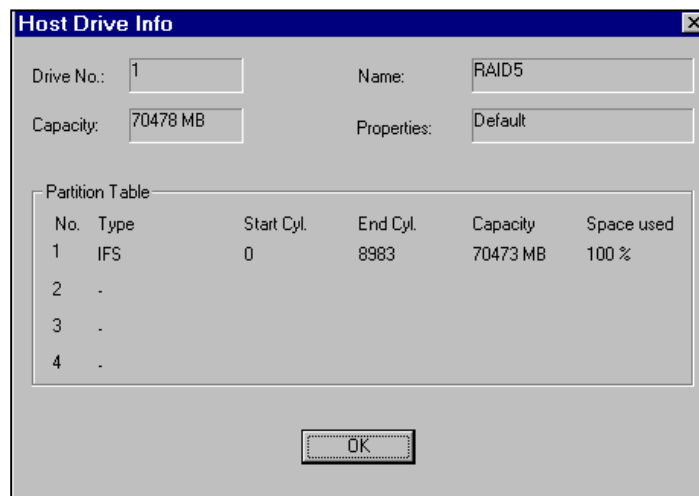 Host Drive Info
Drive No.: 1 Name: RAID5
Capacity: 70478 MB Properties: Default
Partition Table
No. Type Start Cyl. End Cyl. Capacity Space used
1 IFS 0 8983 70473 MB 100 %
2 -
3 -
4 -
OK